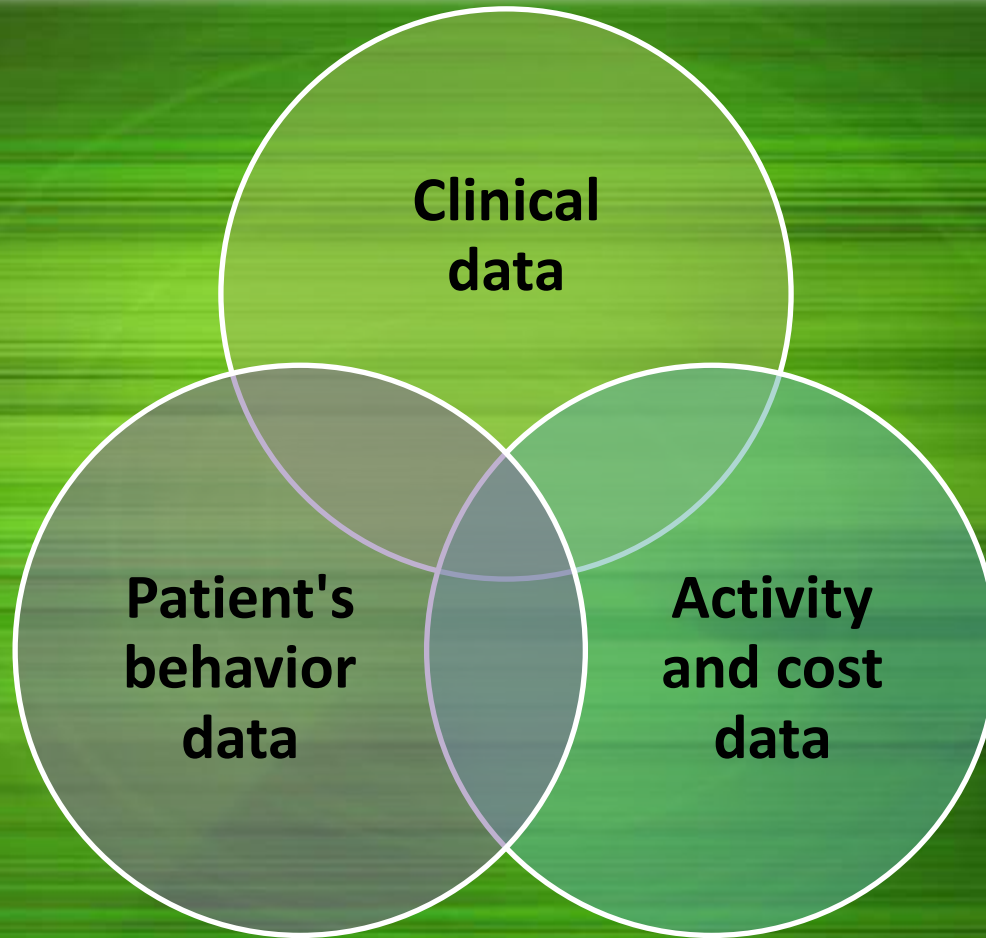 Clinical
data
Patient's
behavior
data
Activity
and cost
data